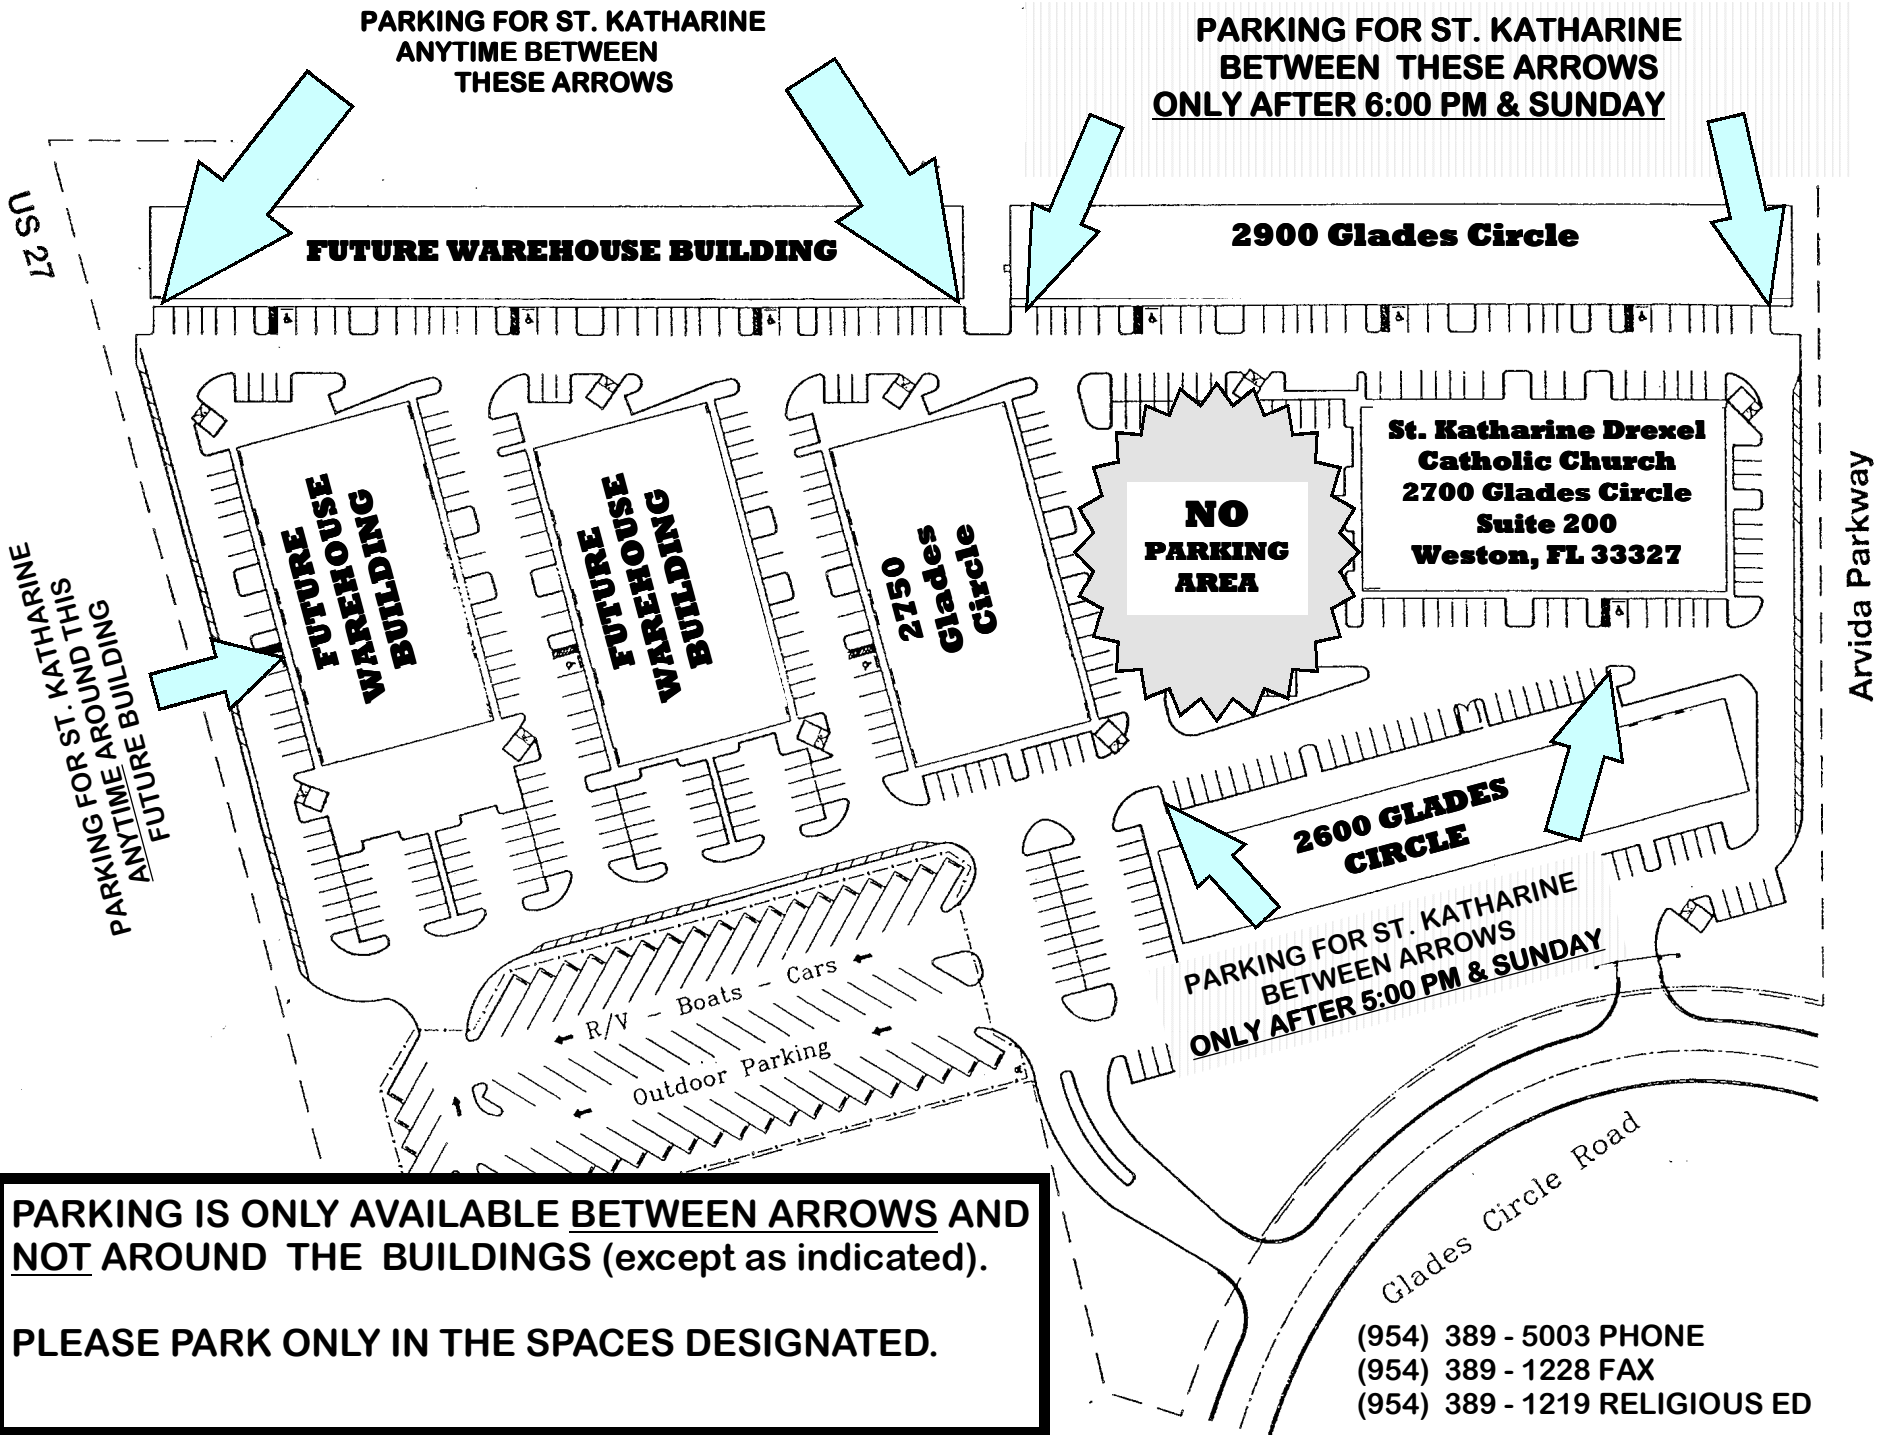 PARKING FOR ST. KATHARINE
ANYTIME BETWEEN
THESE ARROWS
PARKING FOR ST. KATHARINE
BETWEEN THESE ARROWS
ONLY AFTER 6:00 PM & SUNDAY
US 27
FUTURE WAREHOUSE BUILDING
2900 Glades Circle
FUTURE
WAREHOUSE
BUILDING
FUTURE
WAREHOUSE
BUILDING
2750
Glades
Circle
NO
PARKING
AREA
St. Katharine Drexel
Catholic Church
2700 Glades Circle
Suite 200
Weston, FL 33327
Arvida Parkway
PARKING FOR ST. KATHARINE
PARKING FOR AROUND THIS
ANYTIME AROUND BUILDING
FUTURE BUILDING
2600 GLADES
CIRCLE
PARKING FOR ST. KATHARINE
BETWEEN ARROWS
ONLY AFTER 5:00 PM & SUNDAY
R/V - Boats - Cars
Outdoor Parking
Glades Circle Road
PARKING IS ONLY AVAILABLE BETWEEN ARROWS AND
NOT AROUND THE BUILDINGS (except as indicated).
PLEASE PARK ONLY IN THE SPACES DESIGNATED.
(954) 389 - 5003 PHONE
(954) 389 - 1228 FAX
(954) 389 - 1219 RELIGIOUS ED